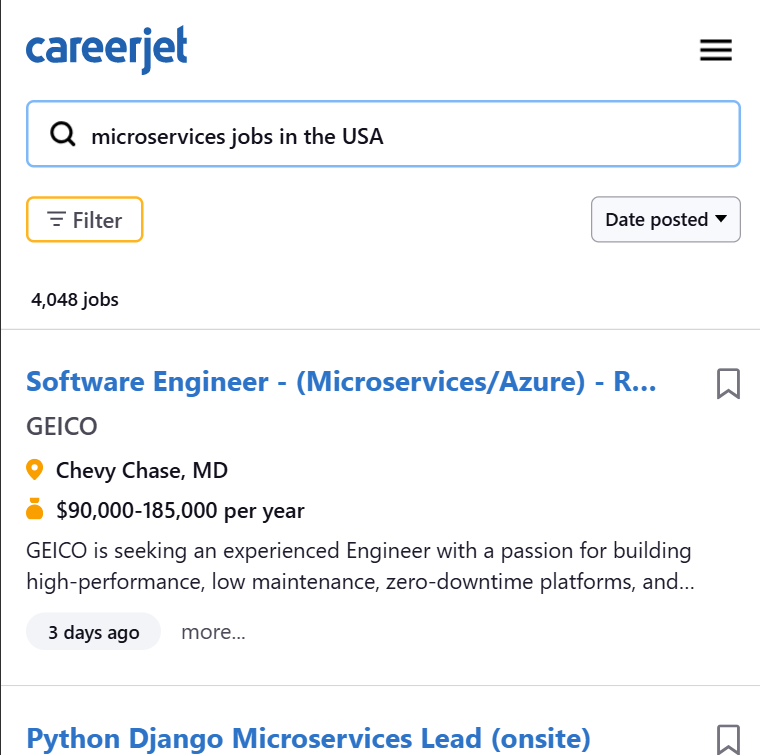 careerjet
microservices jobs in the USA
Filter
Date posted
4,048 jobs
Software Engineer - (Microservices/Azure) - R...
GEICO
Chevy Chase, MD
$90,000-185,000 per year
GEICO is seeking an experienced Engineer with a passion for building
high-performance, low maintenance, zero-downtime platforms, and...
3 days ago more...
Python Django Microservices Lead (onsite)